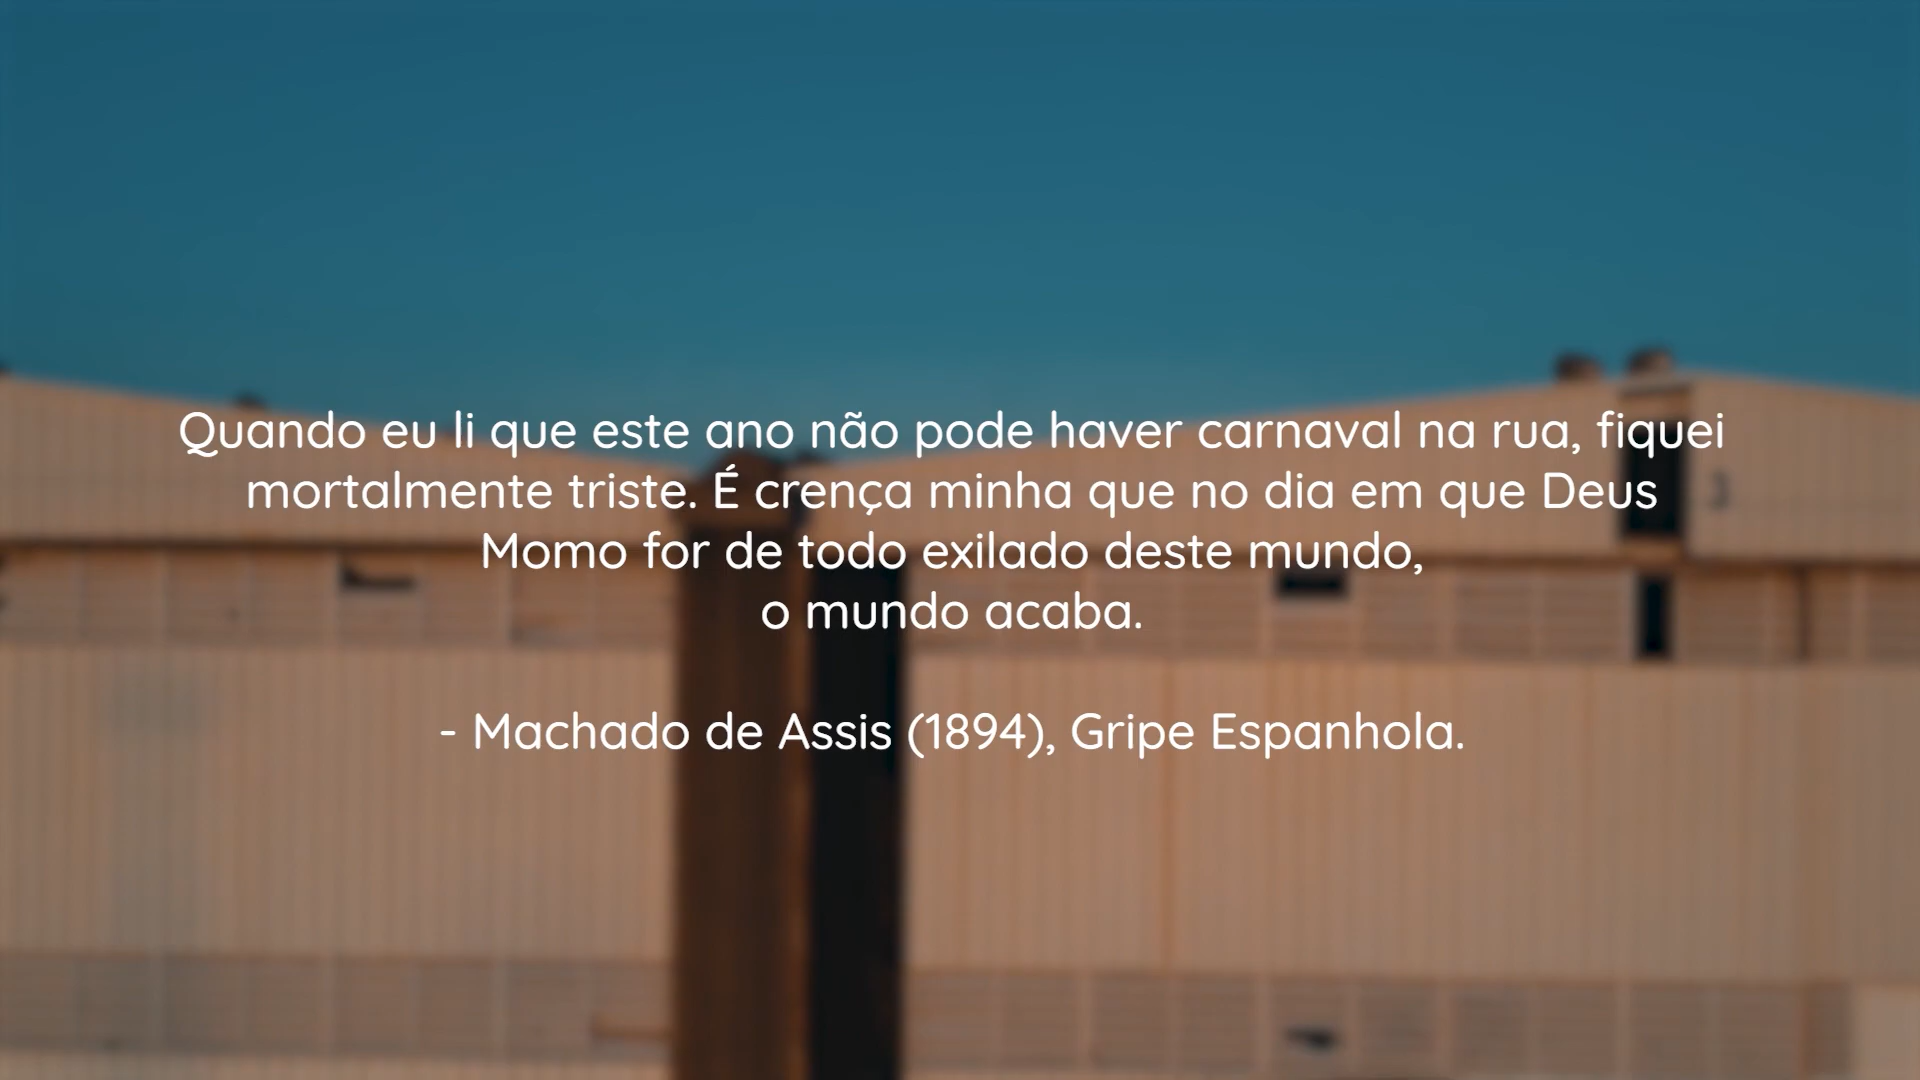 Quando eu li que este ano não pode haver carnaval na rua, fiquei
mortalmente triste. É crença minha que no dia em que Deus
Momo for de todo exilado deste mundo,
o mundo acaba.
- Machado de Assis (1894), Gripe Espanhola.
3